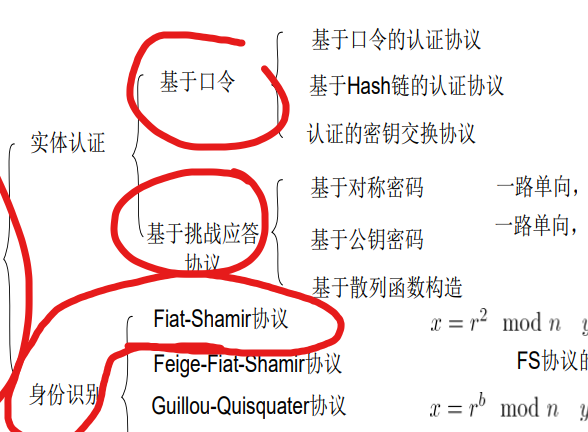 基于口令的认证协议
基于口令
基于Hash链的认证协议
认证的密钥交换协议
实体认证
基于对称密码
一路单向，
基于挑战应答
协议
基于公钥密码
一路单向，
基于散列函数构造
Fiat-Shamir协议
x = r² mod n y
Feige-Fiat-Shamir协议
FS协议的
身份识别
Guillou-Quisquater协议
x = rᵇ mod n y